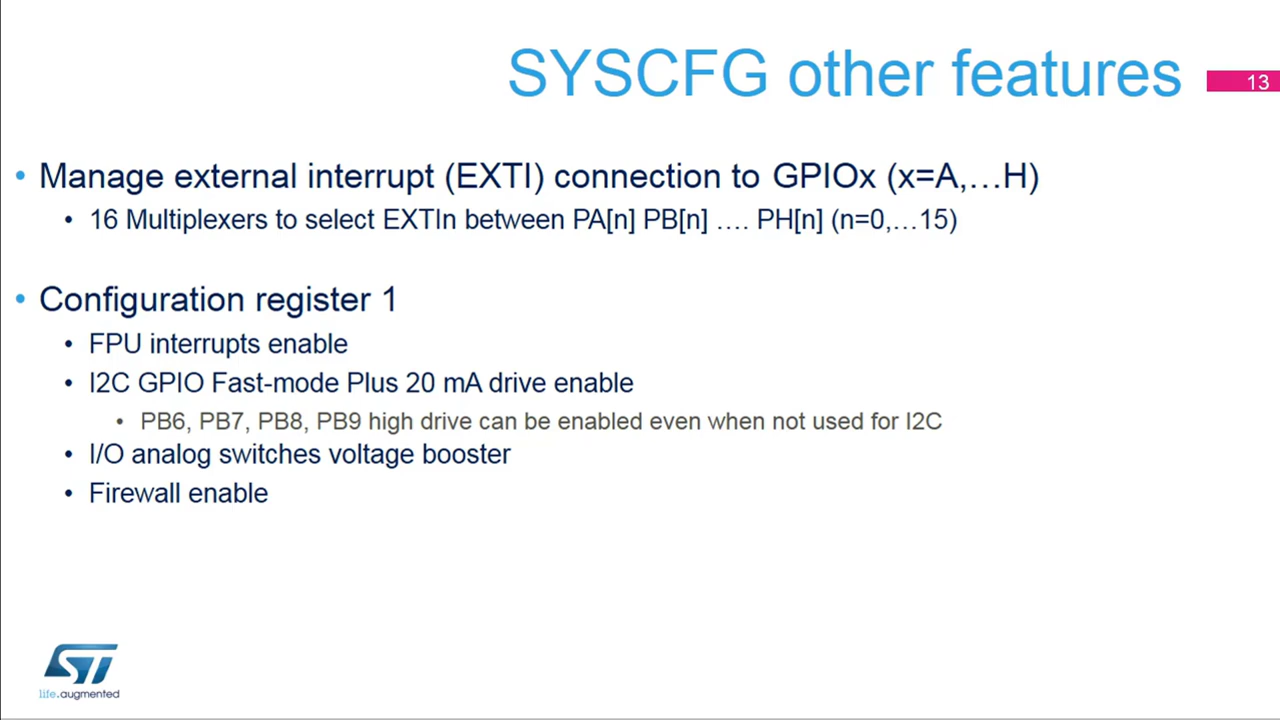 SYSCFG other features
13
• Manage external interrupt (EXTI) connection to GPIOx (x=A,…H)
• 16 Multiplexers to select EXTIn between PA[n] PB[n] …. PH[n] (n=0,…15)
• Configuration register 1
• FPU interrupts enable
• I2C GPIO Fast-mode Plus 20 mA drive enable
• PB6, PB7, PB8, PB9 high drive can be enabled even when not used for I2C
• I/O analog switches voltage booster
• Firewall enable
ST
life.augmented